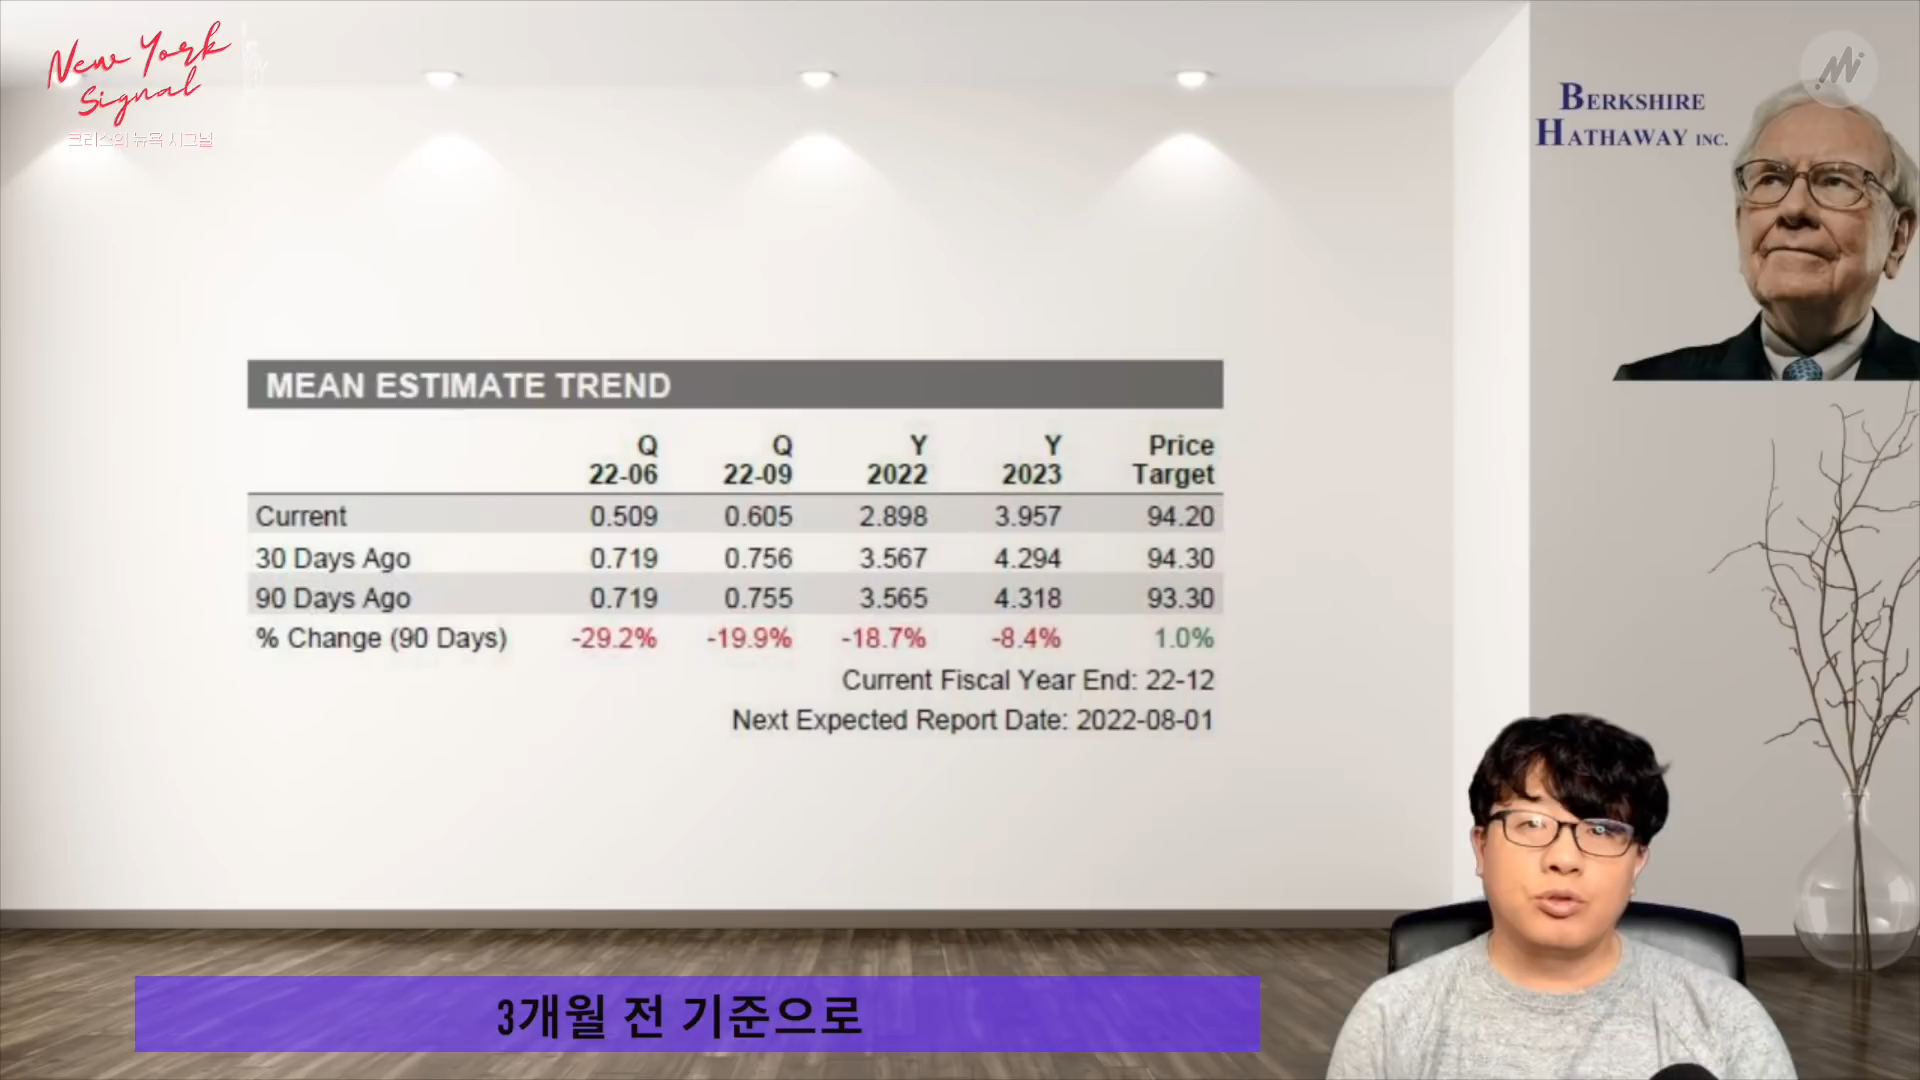 New York
Signal
크리스의 뉴욕 시그널
BERKSHIRE
HATHAWAY INC.
MEAN ESTIMATE TREND
Q Q Y Y Price
22-06 22-09 2022 2023 Target
Current 0.509 0.605 2.898 3.957 94.20
30 Days Ago 0.719 0.756 3.567 4.294 94.30
90 Days Ago 0.719 0.755 3.565 4.318 93.30
% Change (90 Days) -29.2% -19.9% -18.7% -8.4% 1.0%
Current Fiscal Year End: 22-12
Next Expected Report Date: 2022-08-01
3개월 전 기준으로